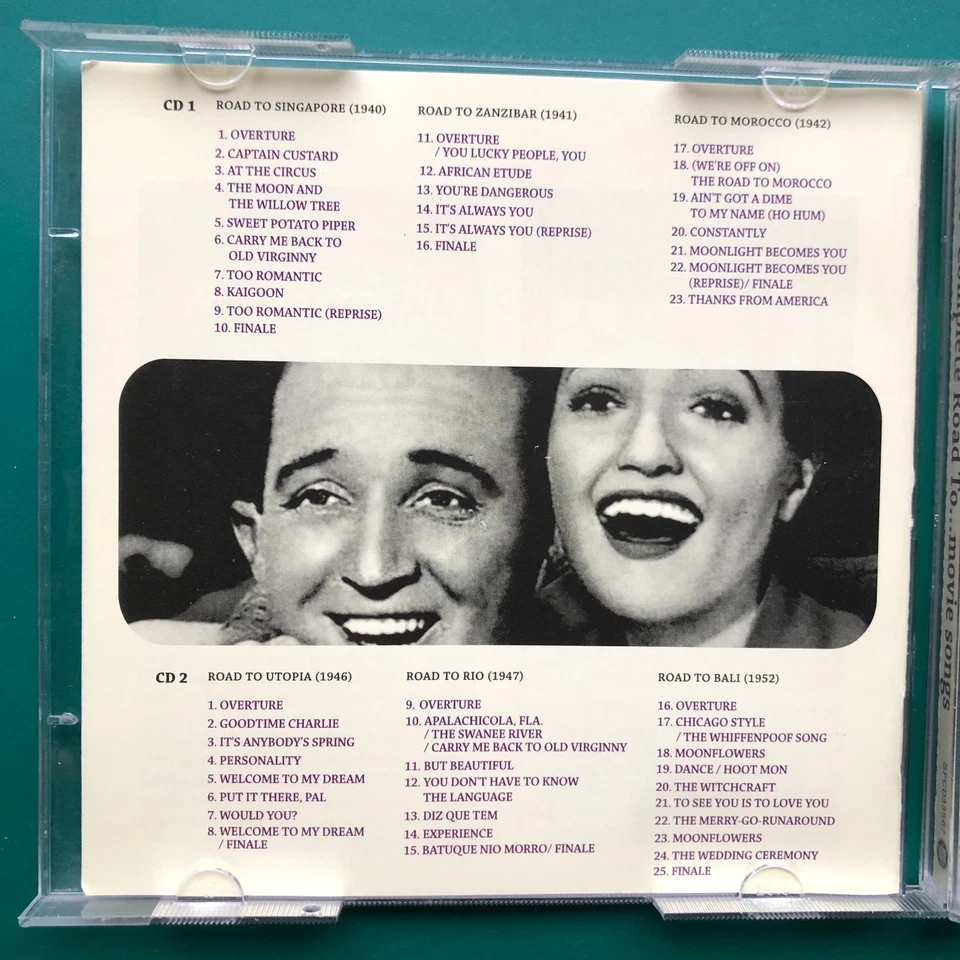 CD 1
ROAD TO SINGAPORE (1940)
1. OVERTURE
2. CAPTAIN CUSTARD
3. AT THE CIRCUS
4. THE MOON AND
THE WILLOW TREE
5. SWEET POTATO PIPER
6. CARRY ME BACK TO
OLD VIRGINNY
7. TOO ROMANTIC
8. KAIGOON
9. TOO ROMANTIC (REPRISE)
10. FINALE
ROAD TO ZANZIBAR (1941)
11. OVERTURE
/ YOU LUCKY PEOPLE, YOU
12. AFRICAN ETUDE
13. YOU'RE DANGEROUS
14. IT'S ALWAYS YOU
15. IT'S ALWAYS YOU (REPRISE)
16. FINALE
ROAD TO MOROCCO (1942)
17. OVERTURE
18. (WE'RE OFF ON)
THE ROAD TO MOROCCO
19. AIN'T GOT A DIME
TO MY NAME (HO HUM)
20. CONSTANTLY
21. MOONLIGHT BECOMES YOU
22. MOONLIGHT BECOMES YOU
(REPRISE)/ FINALE
23. THANKS FROM AMERICA
CD 2
ROAD TO UTOPIA (1946)
1. OVERTURE
2. GOODTIME CHARLIE
3. IT'S ANYBODY'S SPRING
4. PERSONALITY
5. WELCOME TO MY DREAM
6. PUT IT THERE, PAL
7. WOULD YOU?
8. WELCOME TO MY DREAM
/ FINALE
ROAD TO RIO (1947)
9. OVERTURE
10. APALACHICOLA, FLA.
/ THE SWANEE RIVER
/ CARRY ME BACK TO OLD VIRGINNY
11. BUT BEAUTIFUL
12. YOU DON'T HAVE TO KNOW
THE LANGUAGE
13. DIZ QUE TEM
14. EXPERIENCE
15. BATUQUE NIO MORRO/ FINALE
ROAD TO BALI (1952)
16. OVERTURE
17. CHICAGO STYLE
/ THE WHIFFENPOOF SONG
18. MOONFLOWERS
19. DANCE / HOOT MON
20. THE WITCHCRAFT
21. TO SEE YOU IS TO LOVE YOU
22. THE MERRY-GO-RUNAROUND
23. MOONFLOWERS
24. THE WEDDING CEREMONY
25. FINALE
Road To...movie songs